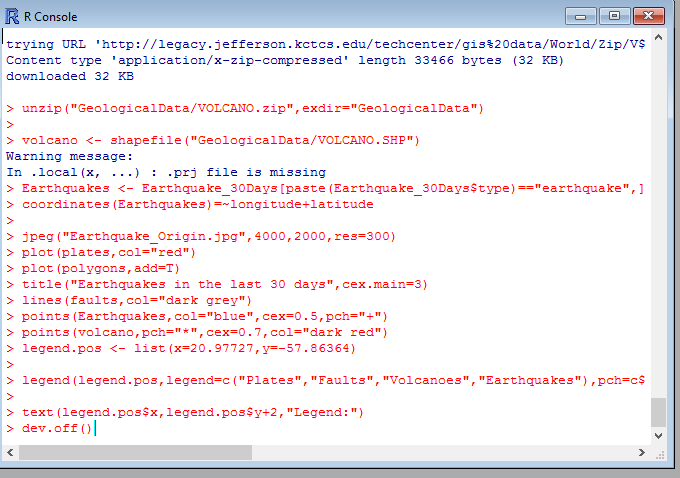 R Console
trying URL 'http://legacy.jefferson.kctcs.edu/techcenter/gis%20data/World/Zip/V$
Content type 'application/x-zip-compressed' length 33466 bytes (32 KB)
downloaded 32 KB
> unzip("GeologicalData/VOLCANO.zip",exdir="GeologicalData")
>
> volcano <- shapefile("GeologicalData/VOLCANO.SHP")
Warning message:
In .local(x, ...) : .prj file is missing
> Earthquakes <- Earthquake_30Days[paste(Earthquake_30Days$type)=="earthquake",]
> coordinates(Earthquakes)=~longitude+latitude
>
> jpeg("Earthquake_Origin.jpg",4000,2000,res=300)
> plot(plates,col="red")
> plot(polygons,add=T)
> title("Earthquakes in the last 30 days",cex.main=3)
> lines(faults,col="dark grey")
> points(Earthquakes,col="blue",cex=0.5,pch="+")
> points(volcano,pch="*",cex=0.7,col="dark red")
> legend.pos <- list(x=20.97727,y=-57.86364)
>
> legend(legend.pos,legend=c("Plates","Faults","Volcanoes","Earthquakes"),pch=c$
>
> text(legend.pos$x,legend.pos$y+2,"Legend:")
> dev.off()